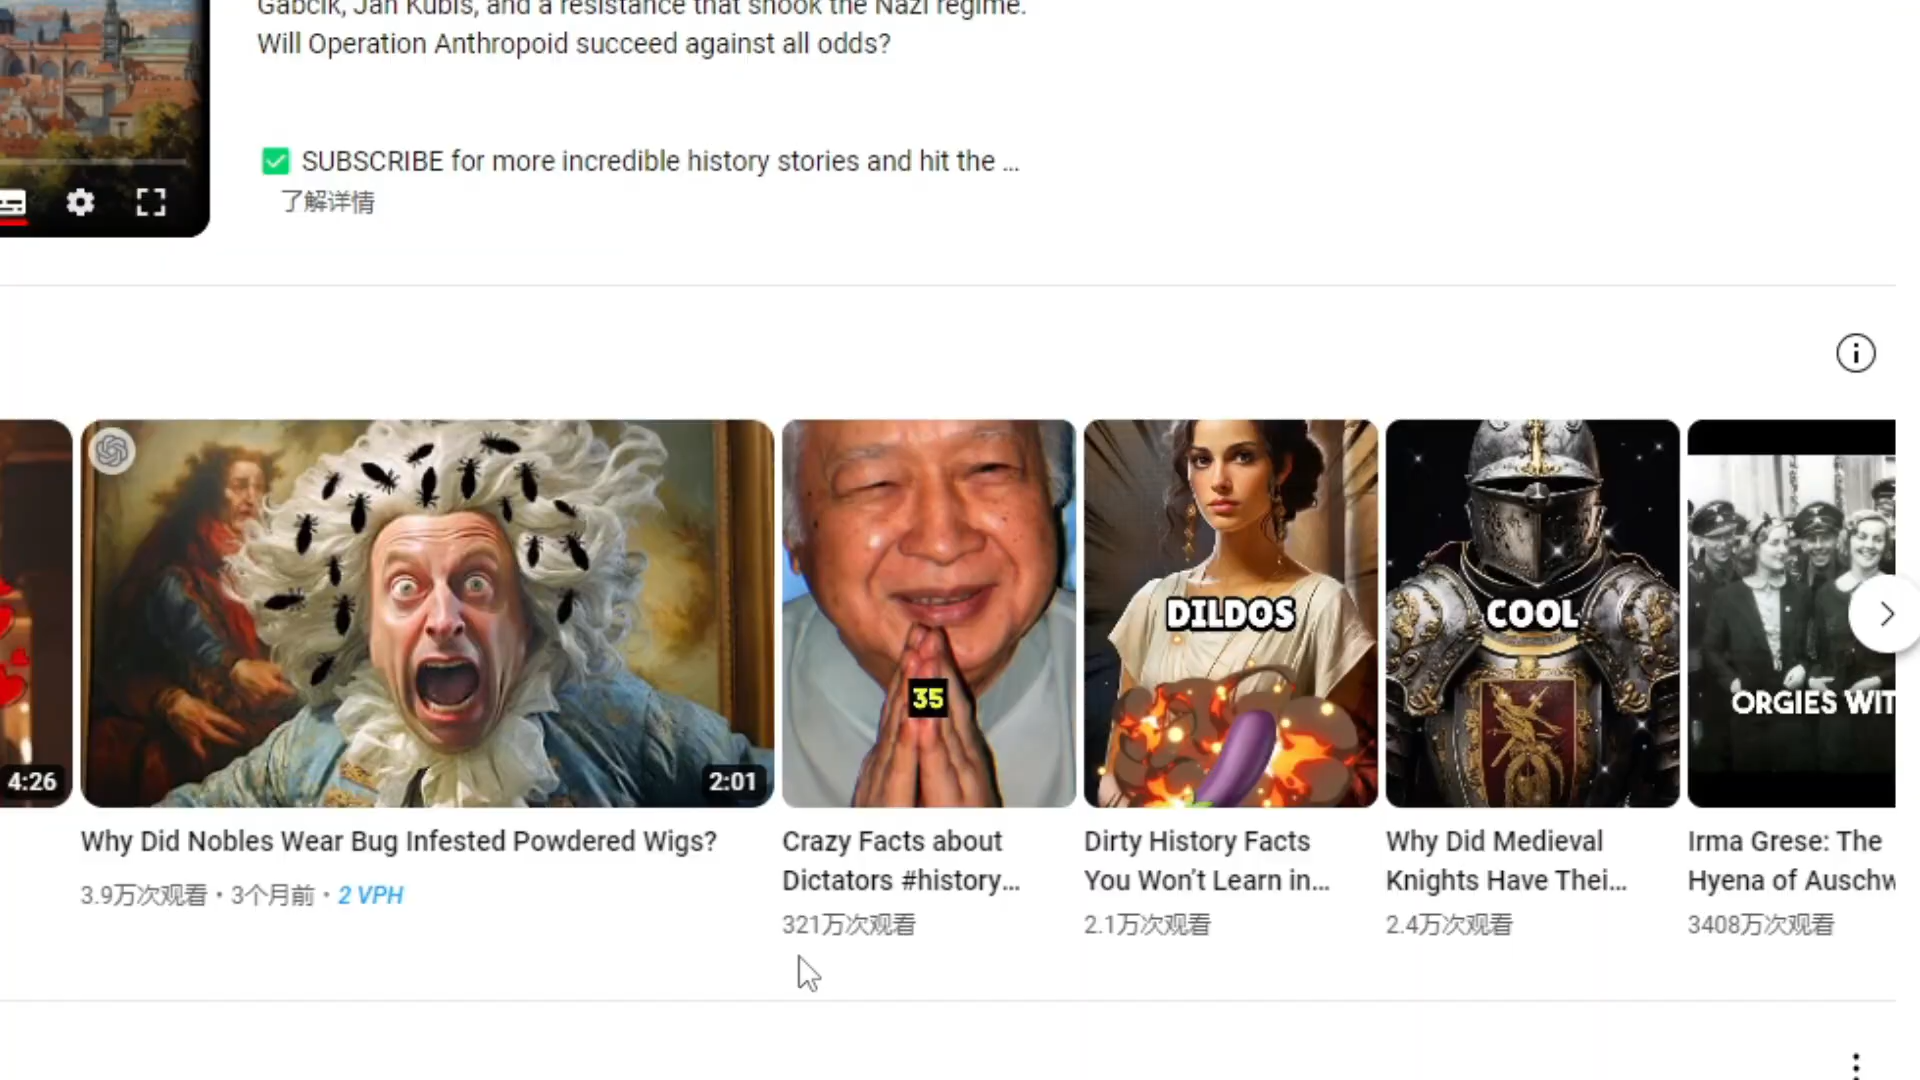 Gabčík, Jan Kubiš, and a resistance that shook the Nazi regime.
Will Operation Anthropoid succeed against all odds?
✅ SUBSCRIBE for more incredible history stories and hit the ...
了解详情
DILDOS
COOL
35
ORGIES WIT
4:26
2:01
Why Did Nobles Wear Bug Infested Powdered Wigs?
3.9万次观看・3个月前・2 VPH
Crazy Facts about
Dictators #history...
321万次观看
Dirty History Facts
You Won’t Learn in...
2.1万次观看
Why Did Medieval
Knights Have Thei...
2.4万次观看
Irma Grese: The
Hyena of Auschw
3408万次观看